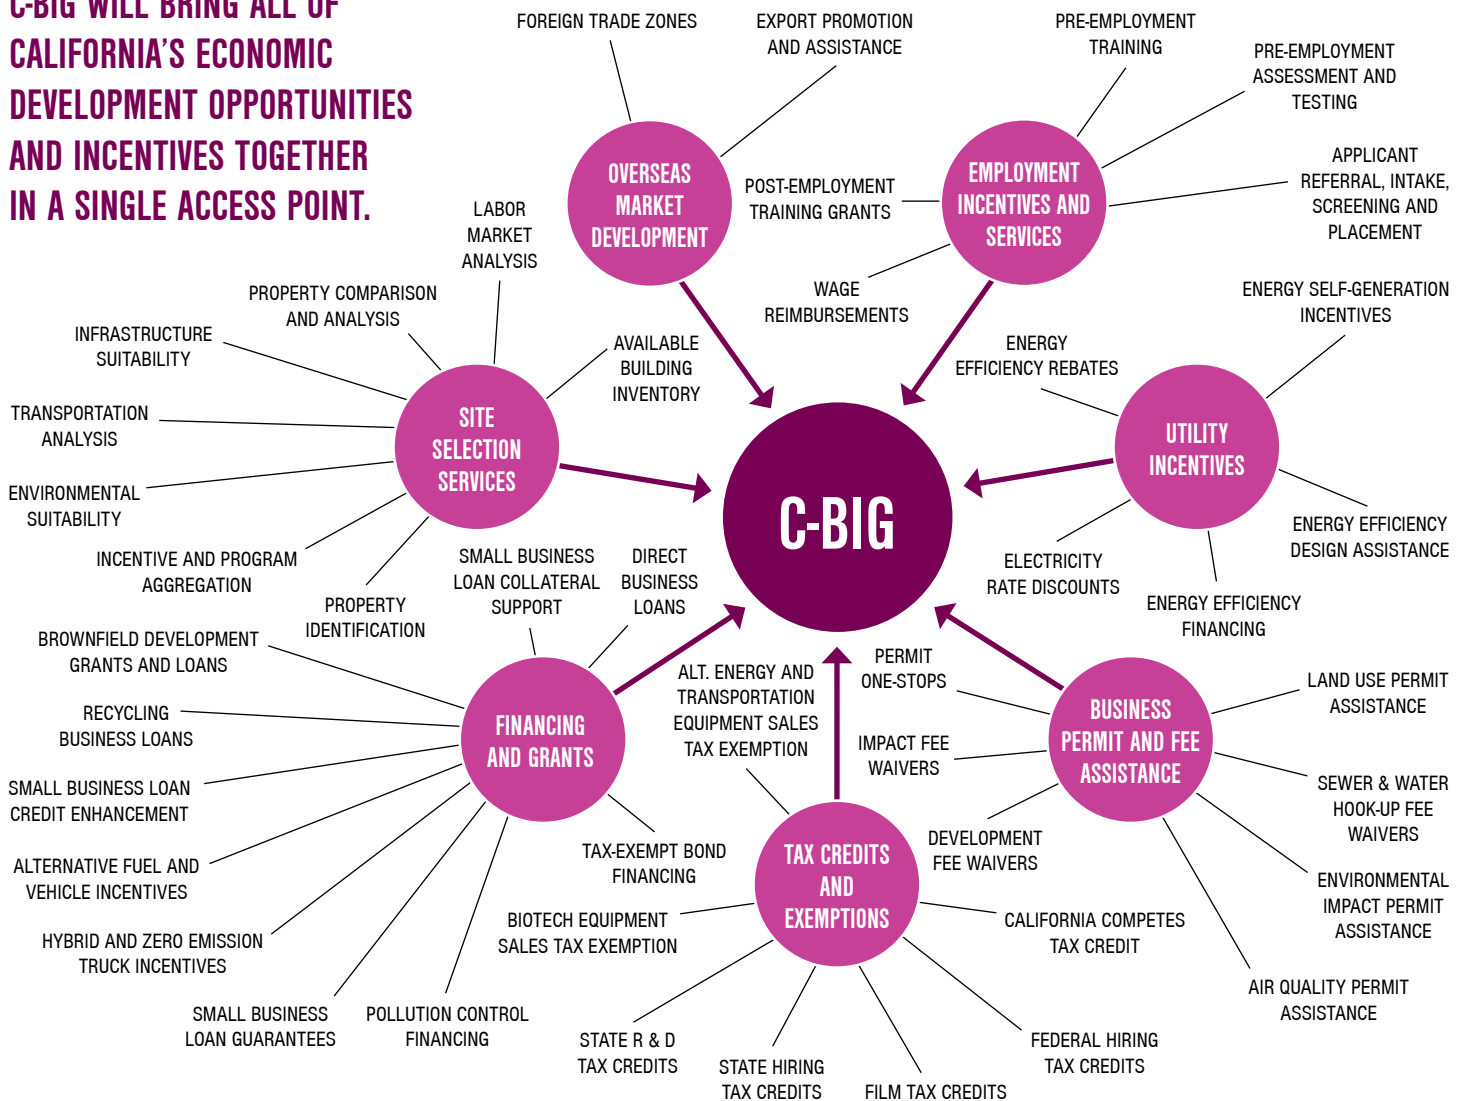 C-BIG WILL BRING ALL OF
CALIFORNIA'S ECONOMIC
DEVELOPMENT OPPORTUNITIES
AND INCENTIVES TOGETHER
IN A SINGLE ACCESS POINT.
FOREIGN TRADE ZONES
EXPORT PROMOTION
AND ASSISTANCE
OVERSEAS
MARKET
DEVELOPMENT
PRE-EMPLOYMENT
TRAINING
PRE-EMPLOYMENT
ASSESSMENT AND
TESTING
APPLICANT
REFERRAL, INTAKE,
SCREENING AND
PLACEMENT
POST-EMPLOYMENT
TRAINING GRANTS
WAGE
REIMBURSEMENTS
EMPLOYMENT
INCENTIVES AND
SERVICES
LABOR
MARKET
ANALYSIS
PROPERTY COMPARISON
AND ANALYSIS
INFRASTRUCTURE
SUITABILITY
AVAILABLE
BUILDING
INVENTORY
TRANSPORTATION
ANALYSIS
SITE
SELECTION
SERVICES
ENVIRONMENTAL
SUITABILITY
INCENTIVE AND PROGRAM
AGGREGATION
PROPERTY
IDENTIFICATION
C-BIG
ENERGY SELF-GENERATION
INCENTIVES
ENERGY
EFFICIENCY REBATES
UTILITY
INCENTIVES
ENERGY EFFICIENCY
DESIGN ASSISTANCE
ELECTRICITY
RATE DISCOUNTS
ENERGY EFFICIENCY
FINANCING
SMALL BUSINESS
LOAN COLLATERAL
SUPPORT
DIRECT
BUSINESS
LOANS
BROWNFIELD DEVELOPMENT
GRANTS AND LOANS
RECYCLING
BUSINESS LOANS
FINANCING
AND GRANTS
SMALL BUSINESS LOAN
CREDIT ENHANCEMENT
ALTERNATIVE FUEL AND
VEHICLE INCENTIVES
HYBRID AND ZERO EMISSION
TRUCK INCENTIVES
SMALL BUSINESS
LOAN GUARANTEES
POLLUTION CONTROL
FINANCING
TAX-EXEMPT BOND
FINANCING
ALT. ENERGY AND
TRANSPORTATION
EQUIPMENT SALES
TAX EXEMPTION
TAX CREDITS
AND
EXEMPTIONS
BIOTECH EQUIPMENT
SALES TAX EXEMPTION
STATE R & D
TAX CREDITS
STATE HIRING
TAX CREDITS
FILM TAX CREDITS
FEDERAL HIRING
TAX CREDITS
CALIFORNIA COMPETES
TAX CREDIT
PERMIT
ONE-STOPS
IMPACT FEE
WAIVERS
DEVELOPMENT
FEE WAIVERS
BUSINESS
PERMIT AND FEE
ASSISTANCE
LAND USE PERMIT
ASSISTANCE
SEWER & WATER
HOOK-UP FEE
WAIVERS
ENVIRONMENTAL
IMPACT PERMIT
ASSISTANCE
AIR QUALITY PERMIT
ASSISTANCE